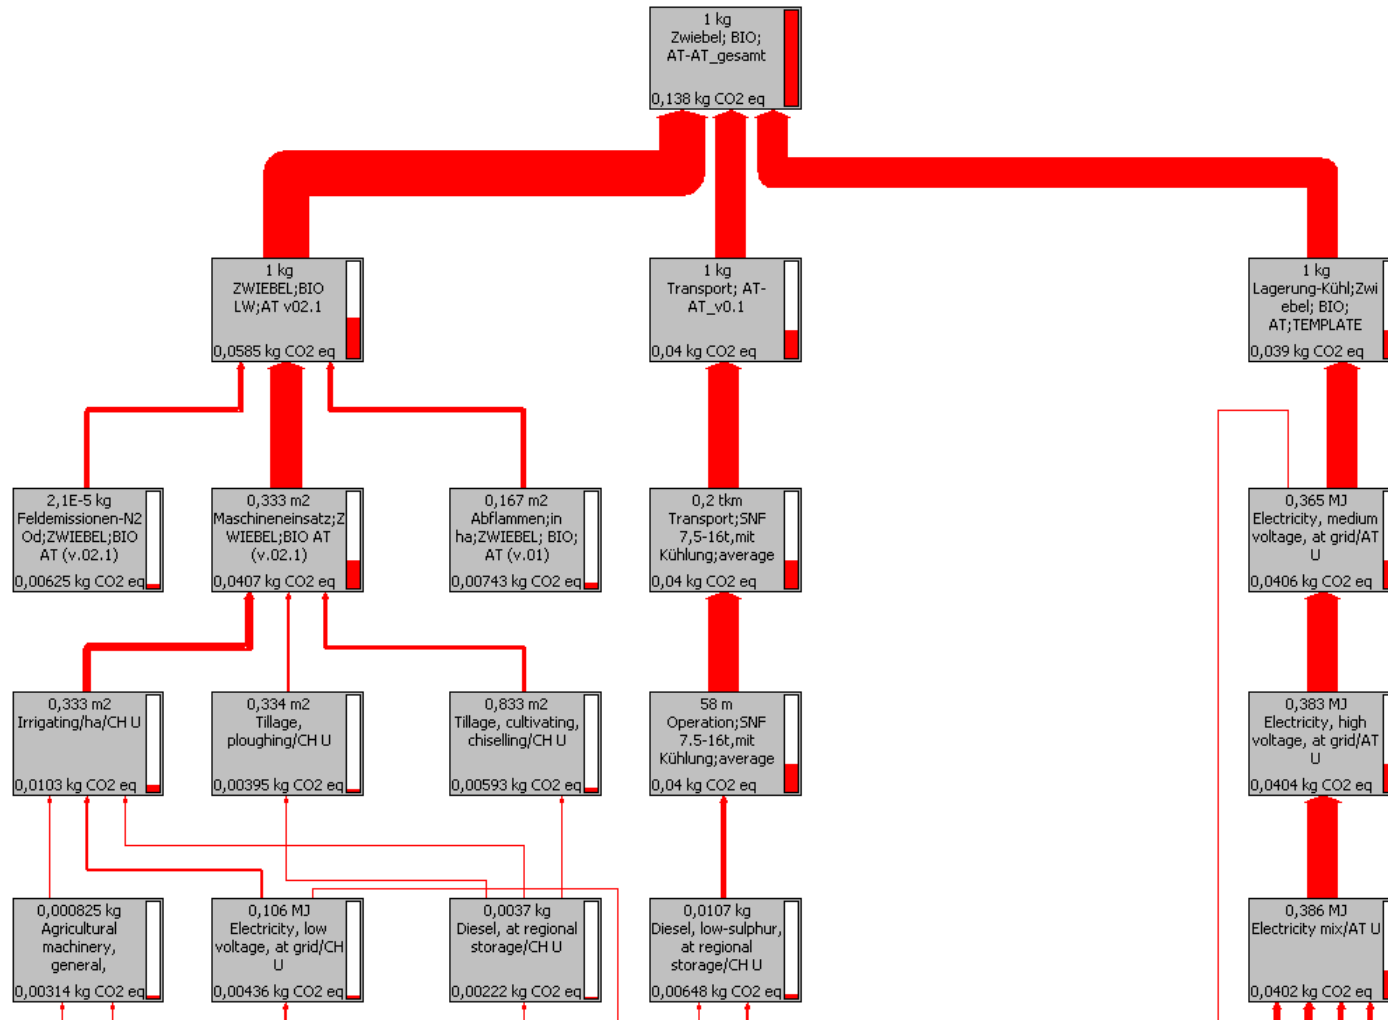 1 kg
Zwiebel; BIO;
AT-AT_gesamt
0,138 kg CO2 eq
1 kg
ZWIEBEL;BIO
LW;AT v02.1
0,0585 kg CO2 eq
1 kg
Transport; AT-
AT_v0.1
0,04 kg CO2 eq
1 kg
Lagerung-Kühl;Zwi
ebel; BIO;
AT;TEMPLATE
0,039 kg CO2 eq
2,1E-5 kg
Feldemissionen-N2
Od;ZWIEBEL;BIO
AT (v.02.1)
0,00625 kg CO2 eq
0,333 m2
Maschineneinsatz;Z
WIEBEL;BIO AT
(v.02.1)
0,0407 kg CO2 eq
0,167 m2
Abflammen;in
ha;ZWIEBEL; BIO;
AT (v.01)
0,00743 kg CO2 eq
0,2 tkm
Transport;SNF
7,5-16t,mit
Kühlung;average
0,04 kg CO2 eq
0,365 MJ
Electricity, medium
voltage, at grid/AT
U
0,0406 kg CO2 eq
0,333 m2
Irrigating/ha/CH U
0,0103 kg CO2 eq
0,334 m2
Tillage,
ploughing/CH U
0,00395 kg CO2 eq
0,833 m2
Tillage, cultivating,
chiselling/CH U
0,00593 kg CO2 eq
58 m
Operation;SNF
7.5-16t,mit
Kühlung;average
0,04 kg CO2 eq
0,383 MJ
Electricity, high
voltage, at grid/AT
U
0,0404 kg CO2 eq
0,000825 kg
Agricultural
machinery,
general,
0,00314 kg CO2 eq
0,106 MJ
Electricity, low
voltage, at grid/CH
U
0,00436 kg CO2 eq
0,0037 kg
Diesel, at regional
storage/CH U
0,00222 kg CO2 eq
0,0107 kg
Diesel, low-sulphur,
at regional
storage/CH U
0,00648 kg CO2 eq
0,386 MJ
Electricity mix/AT U
0,0402 kg CO2 eq